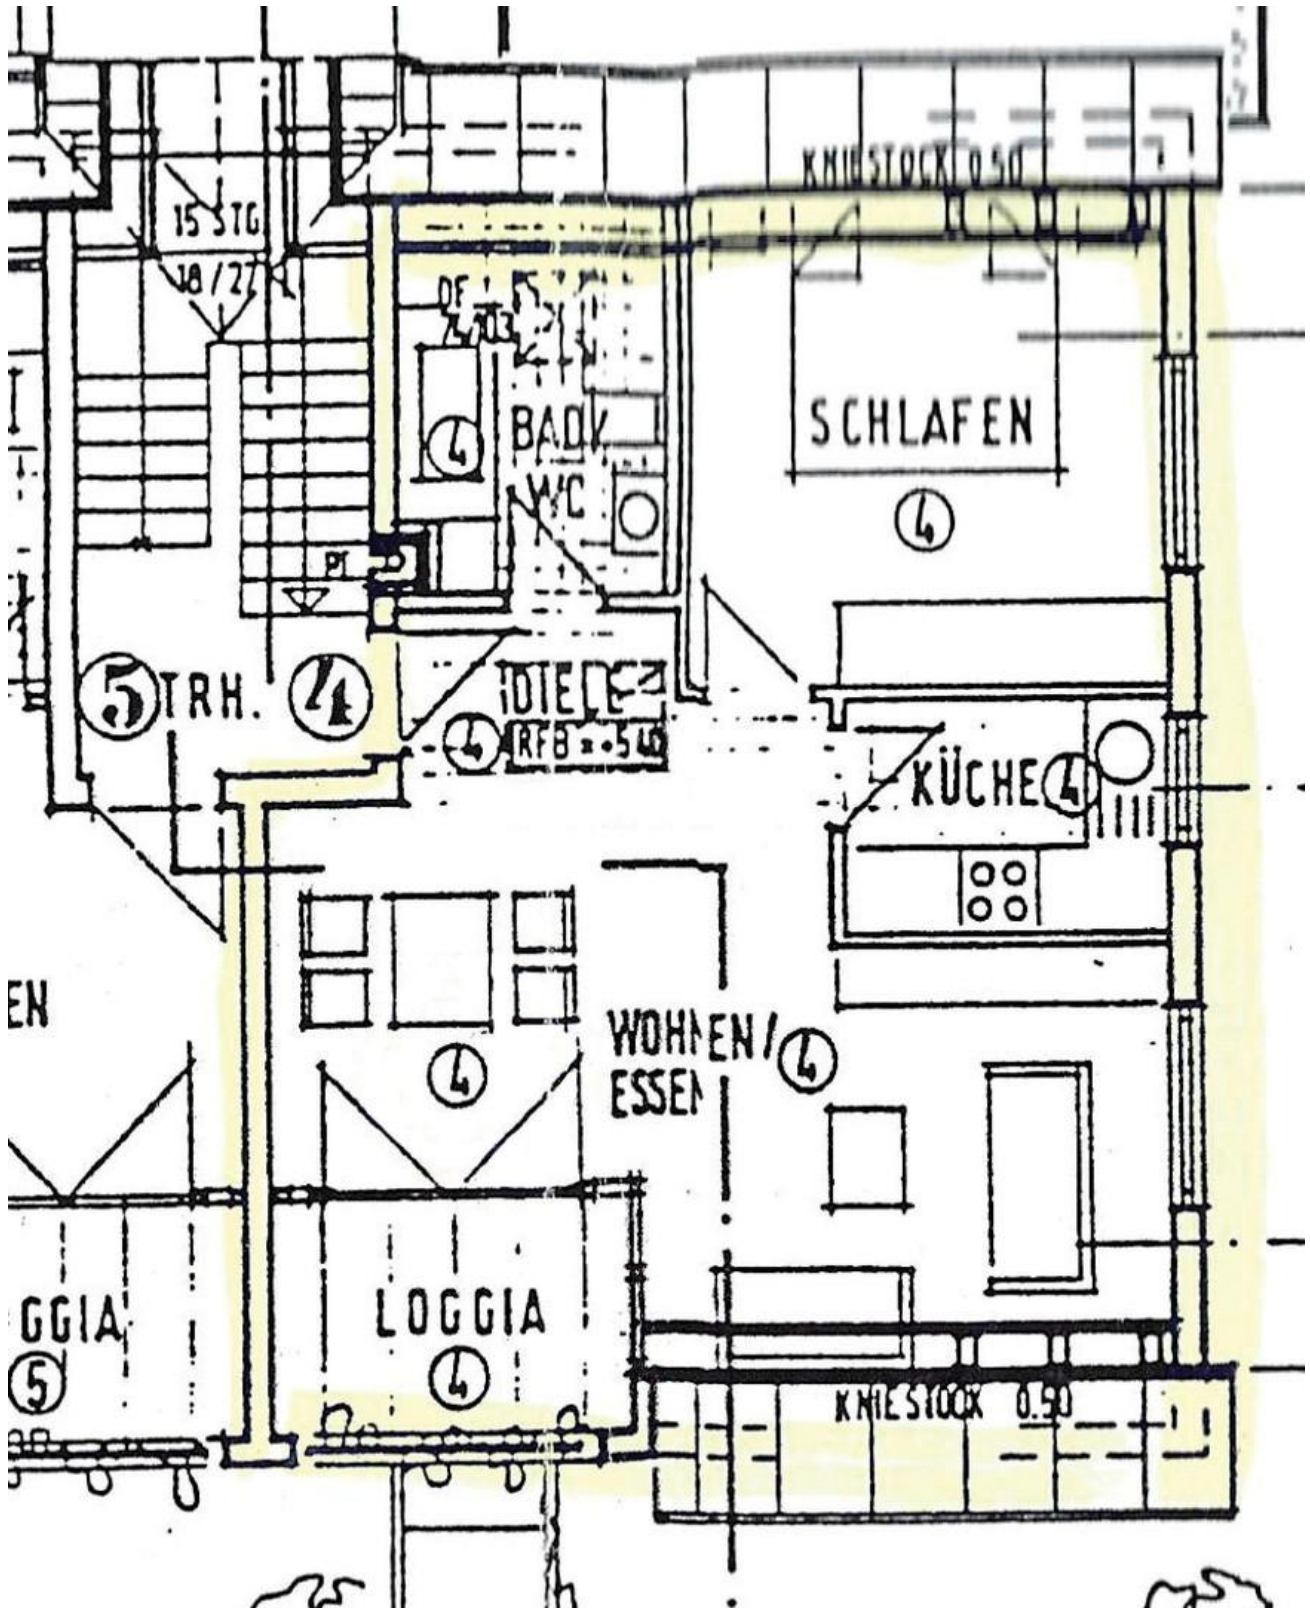 KNIESTOCK 0.50
15 STG
18/27
DF
BAD/
WC
4
SCHLAFEN
4
5 TRH. 4
DIELE
4
RFB = +5.40
KÜCHE 4
EN
WOHNEN/
ESSEN
4
4
GGIA
5
LOGGIA
4
KNIESTOCK 0.50